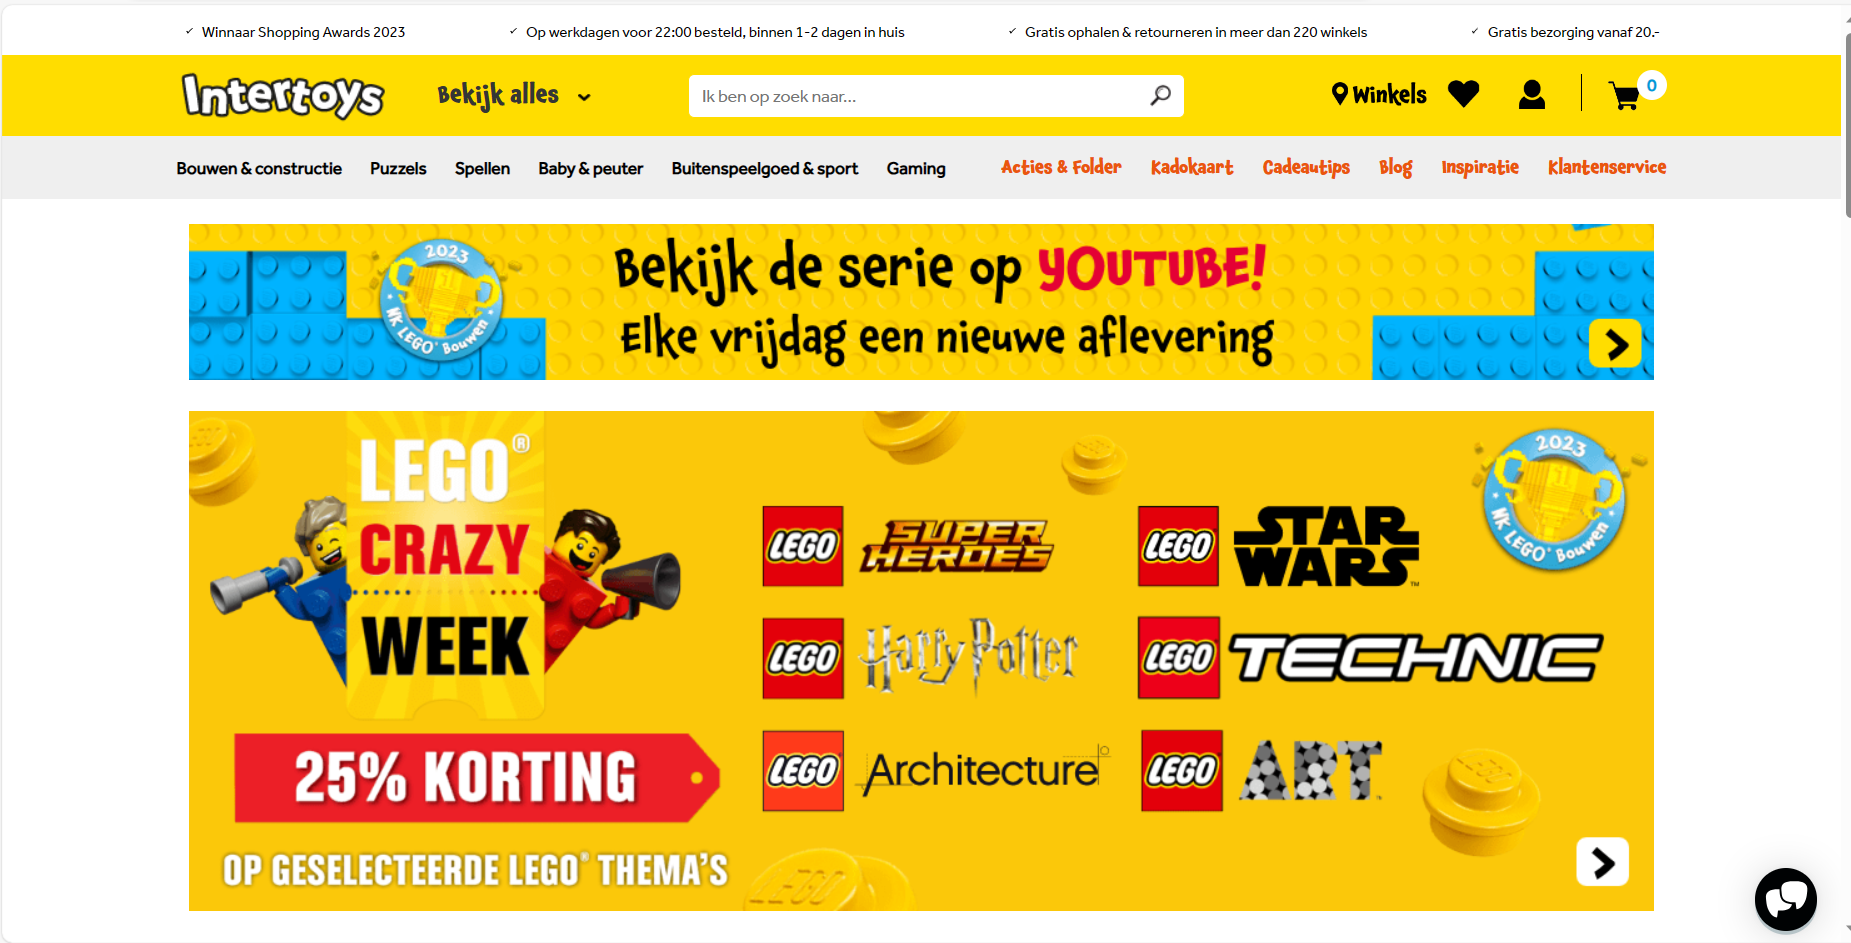 Winnaar Shopping Awards 2023
Op werkdagen voor 22:00 besteld, binnen 1-2 dagen in huis
Gratis ophalen & retourneren in meer dan 220 winkels
Gratis bezorging vanaf 20.-
Intertoys
Bekijk alles
Ik ben op zoek naar...
Winkels
0
Bouwen & constructie
Puzzels
Spellen
Baby & peuter
Buitenspeelgoed & sport
Gaming
Acties & Folder
Kadokaart
Cadeautips
Blog
Inspiratie
Klantenservice
2023
NK LEGO® Bouwen
Bekijk de serie op YOUTUBE!
Elke vrijdag een nieuwe aflevering
LEGO®
CRAZY
WEEK
25% KORTING
OP GESELECTEERDE LEGO® THEMA'S
LEGO SUPER HEROES
LEGO STAR WARS™
LEGO Harry Potter
LEGO TECHNIC
LEGO Architecture
LEGO ART™
2023
NK LEGO® Bouwen
LEGO
LEGO